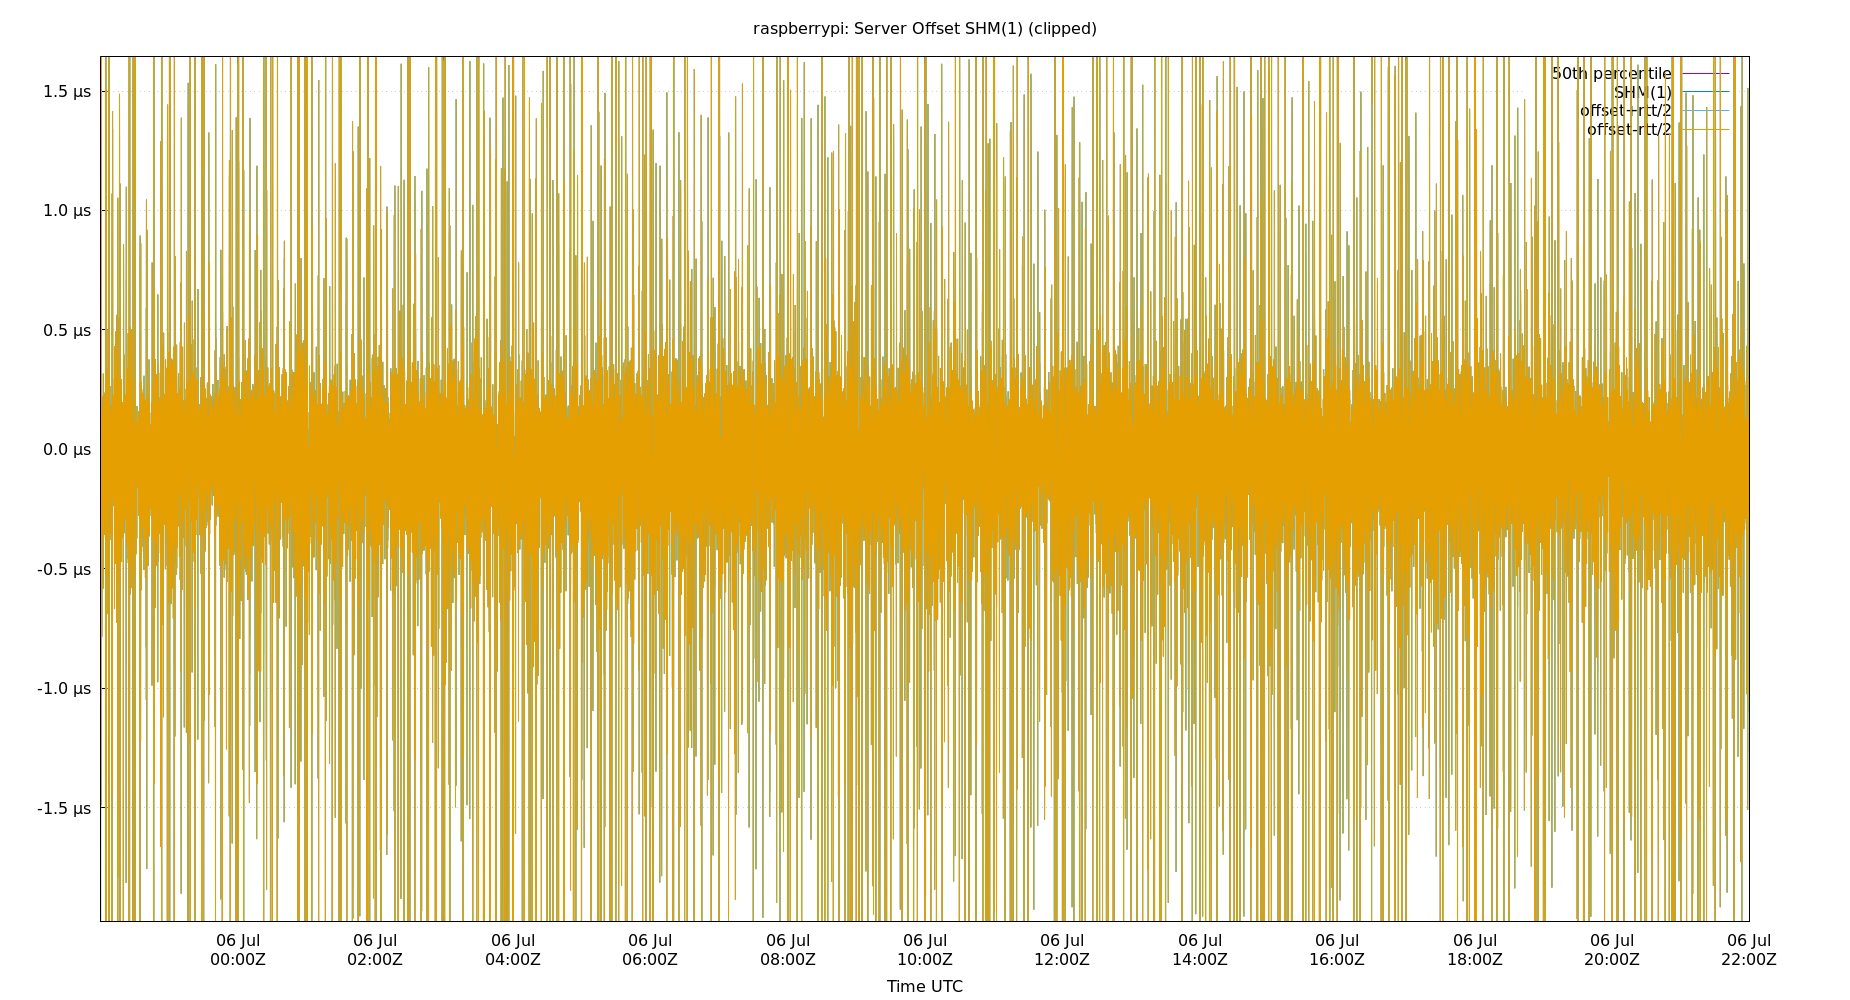 raspberrypi: Server Offset SHM(1) (clipped)
50th percentile
SHM(1)
offset+rtt/2
offset-rtt/2
1.5 µs
1.0 µs
0.5 µs
0.0 µs
-0.5 µs
-1.0 µs
-1.5 µs
06 Jul 06 Jul 06 Jul 06 Jul 06 Jul 06 Jul 06 Jul 06 Jul 06 Jul 06 Jul 06 Jul 06 Jul
00:00Z 02:00Z 04:00Z 06:00Z 08:00Z 10:00Z 12:00Z 14:00Z 16:00Z 18:00Z 20:00Z 22:00Z
Time UTC